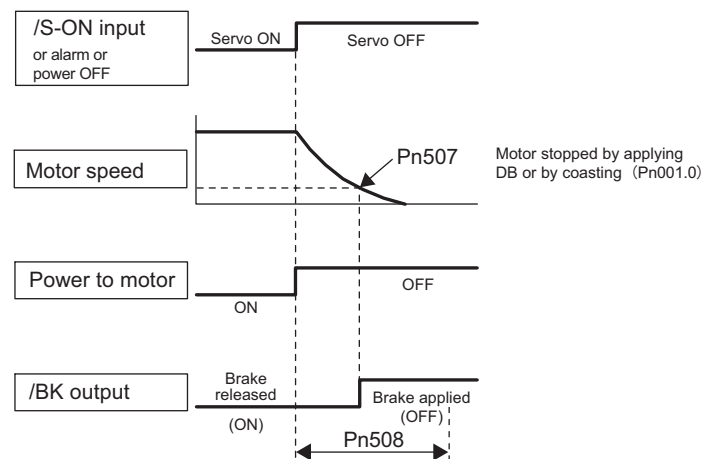 /S-ON input
or alarm or
power OFF
Servo ON
Servo OFF
Motor speed
Pn507
Motor stopped by applying
DB or by coasting (Pn001.0)
Power to motor
ON
OFF
/BK output
Brake
released
(ON)
Brake applied
(OFF)
Pn508